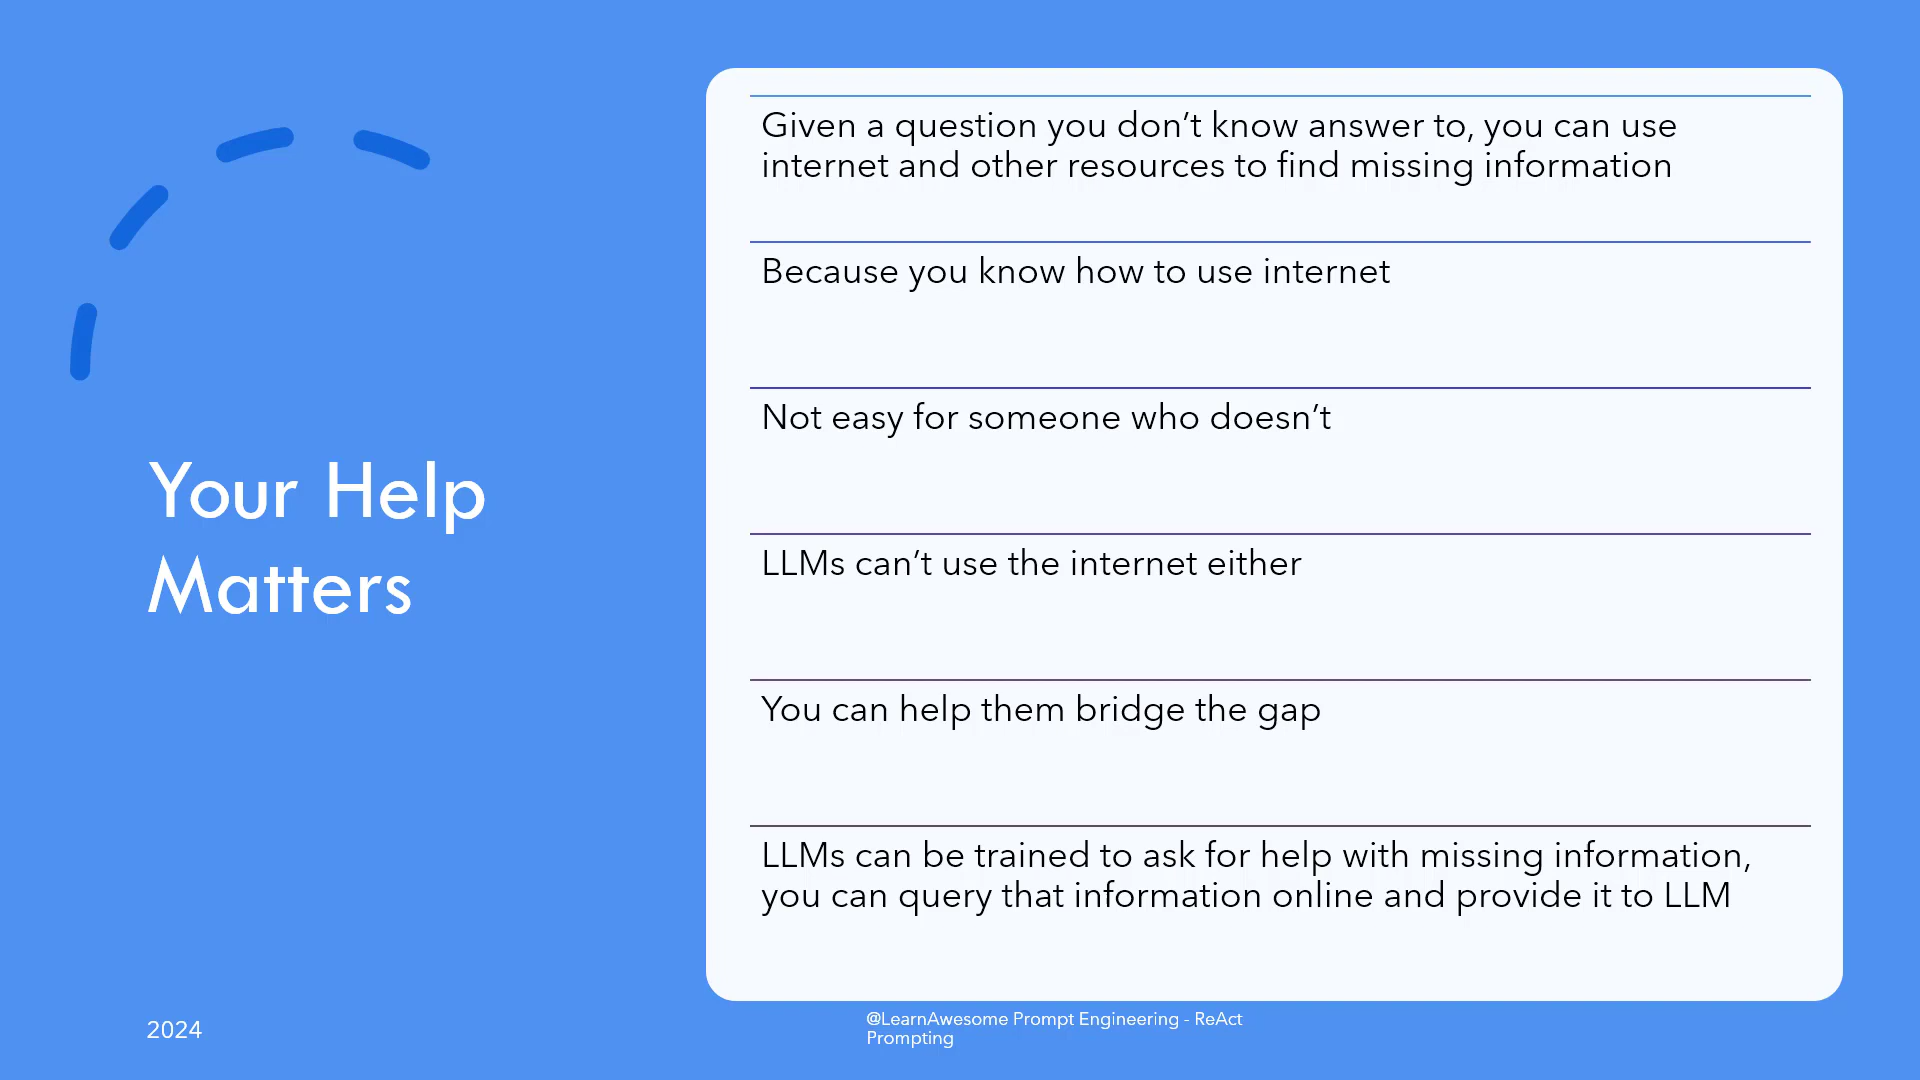 Your Help
Matters
Given a question you don’t know answer to, you can use
internet and other resources to find missing information
Because you know how to use internet
Not easy for someone who doesn’t
LLMs can’t use the internet either
You can help them bridge the gap
LLMs can be trained to ask for help with missing information,
you can query that information online and provide it to LLM
2024
@LearnAwesome Prompt Engineering - ReAct
Prompting